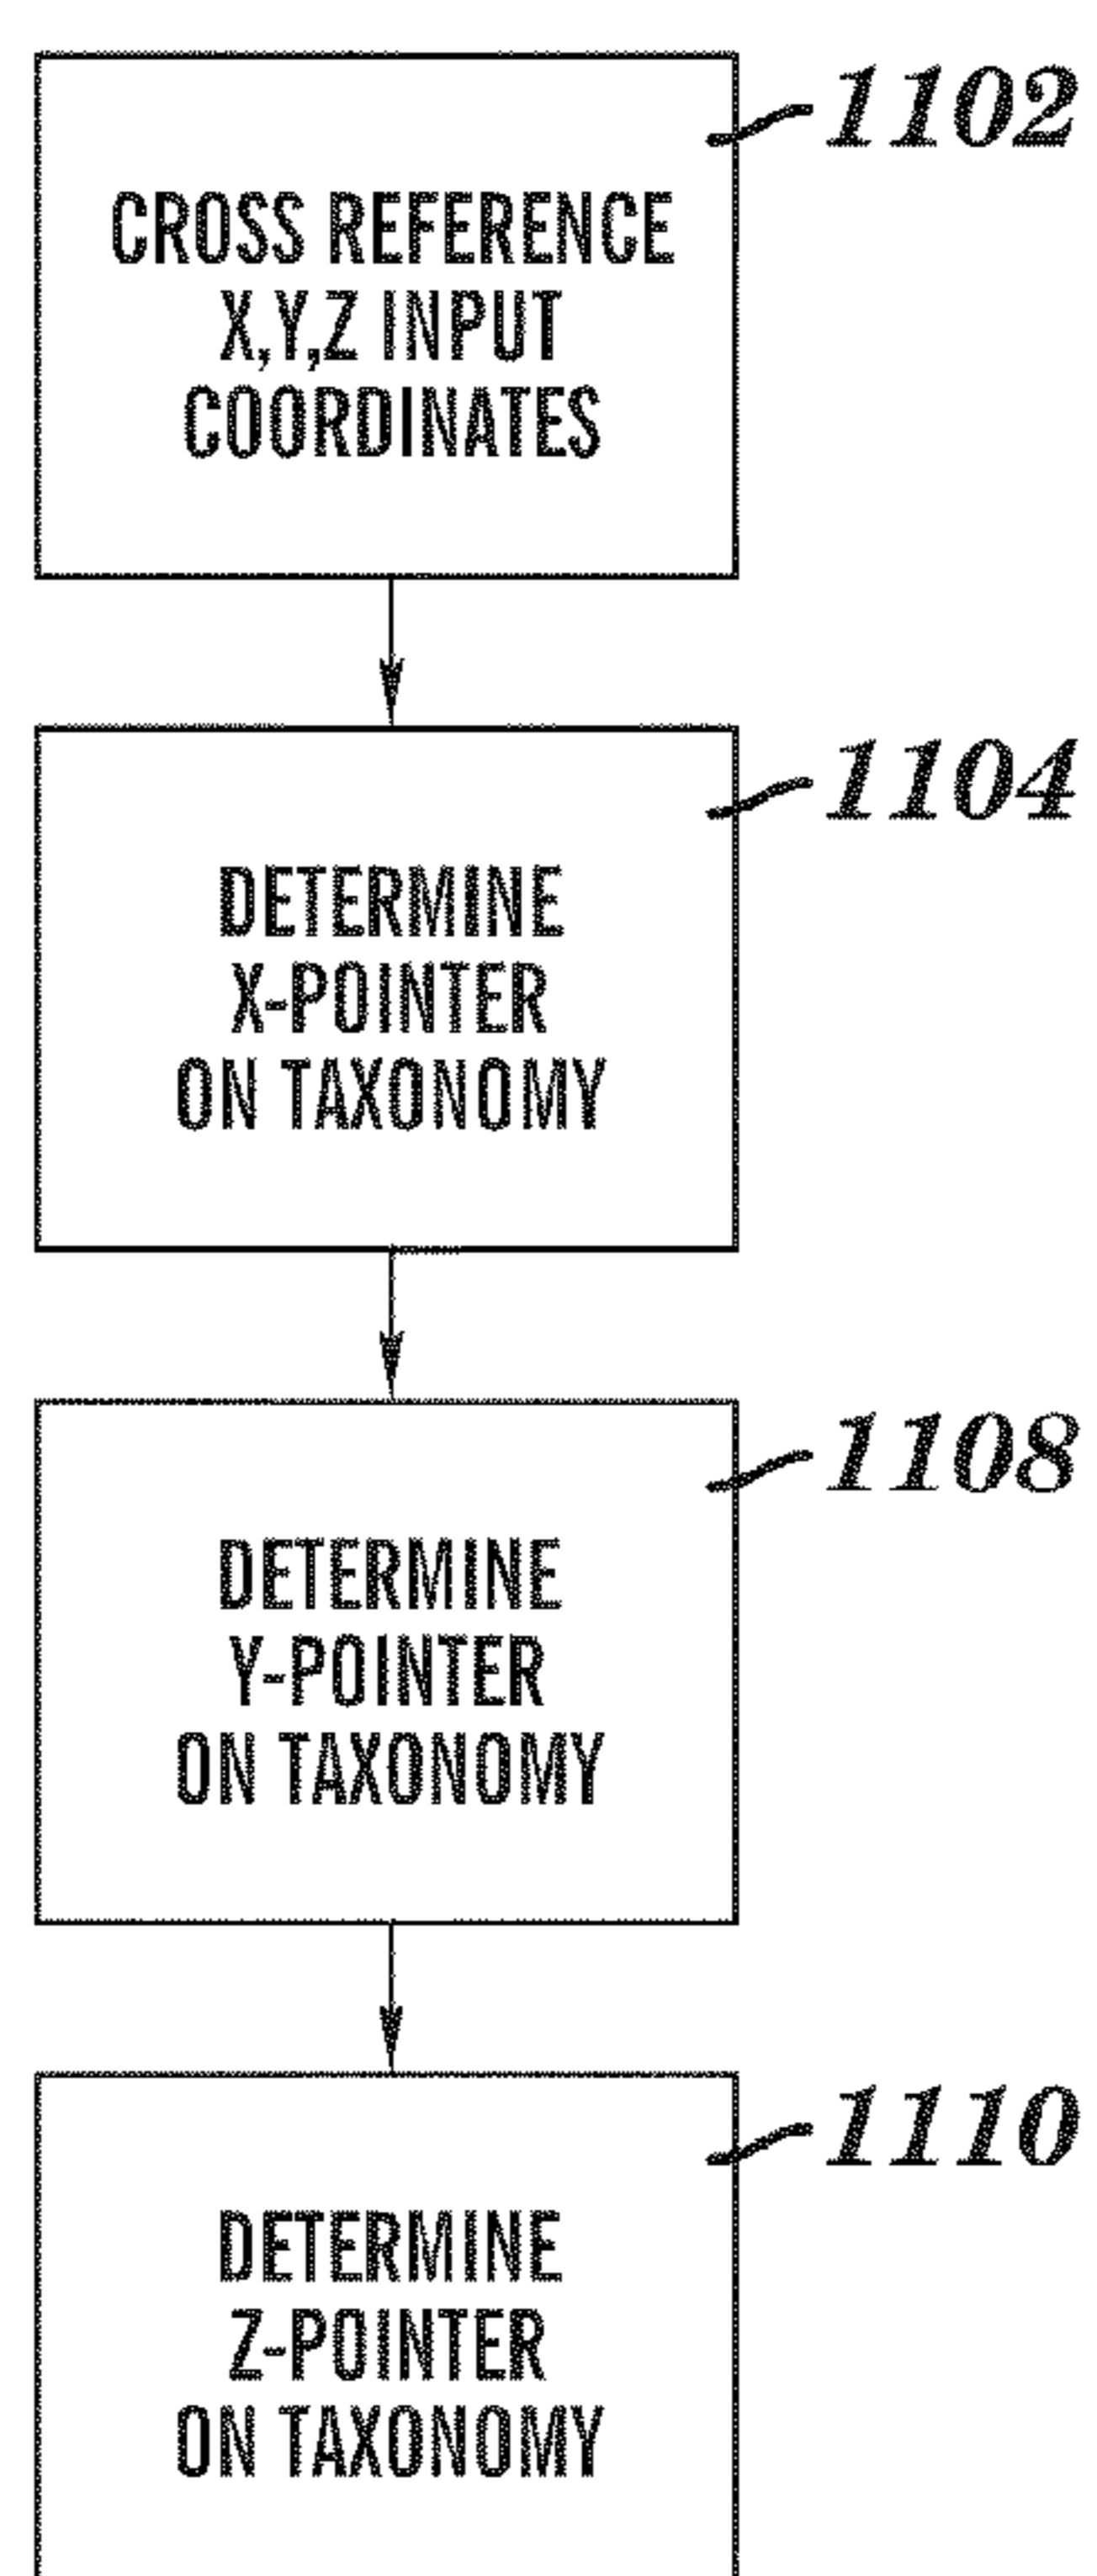 1102
CROSS REFERENCE
X,Y,Z INPUT
COORDINATES
1104
DETERMINE
X-POINTER
ON TAXONOMY
1108
DETERMINE
Y-POINTER
ON TAXONOMY
1110
DETERMINE
Z-POINTER
ON TAXONOMY